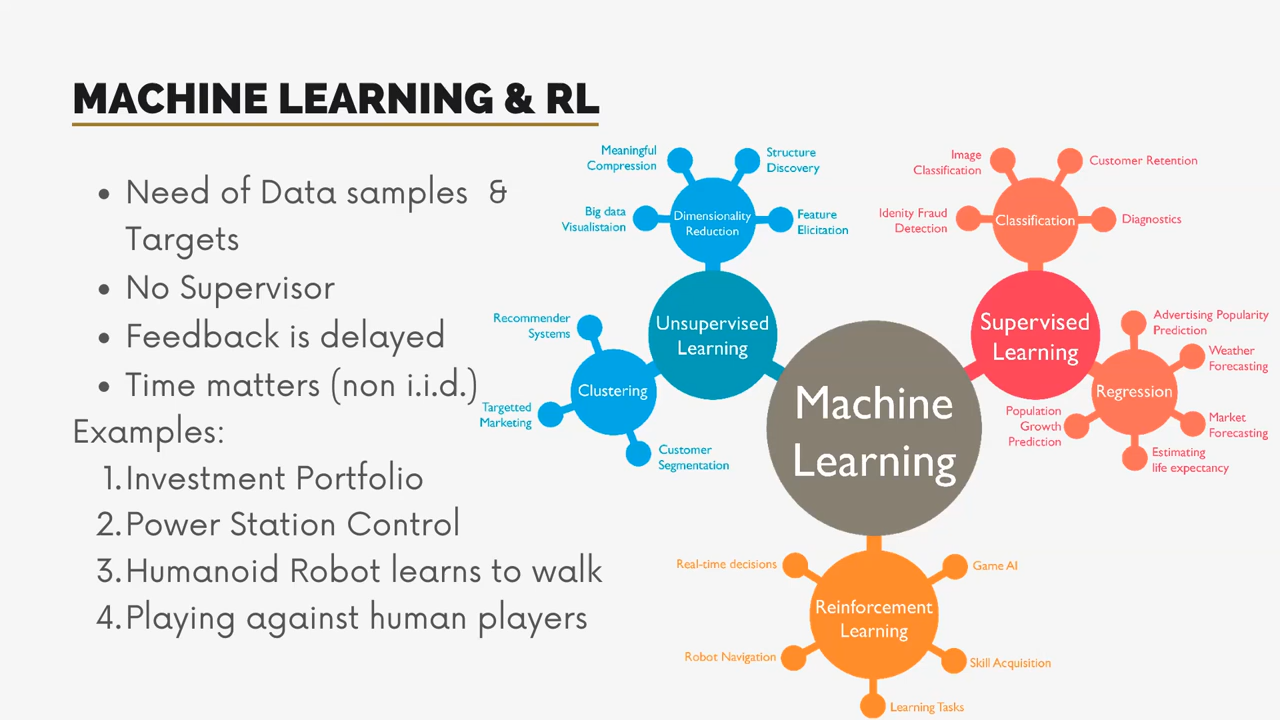 MACHINE LEARNING & RL
• Need of Data samples &
Targets
• No Supervisor
• Feedback is delayed
• Time matters (non i.i.d.)
Examples:
1. Investment Portfolio
2. Power Station Control
3. Humanoid Robot learns to walk
4. Playing against human players
Meaningful
Compression
Structure
Discovery
Big data
Visualistaion
Dimensionality
Reduction
Feature
Elicitation
Recommender
Systems
Unsupervised
Learning
Clustering
Targetted
Marketing
Customer
Segmentation
Machine
Learning
Image
Classification
Customer Retention
Idenity Fraud
Detection
Classification
Diagnostics
Supervised
Learning
Advertising Popularity
Prediction
Weather
Forecasting
Regression
Population
Growth
Prediction
Market
Forecasting
Estimating
life expectancy
Real-time decisions
Game AI
Reinforcement
Learning
Robot Navigation
Skill Acquisition
Learning Tasks